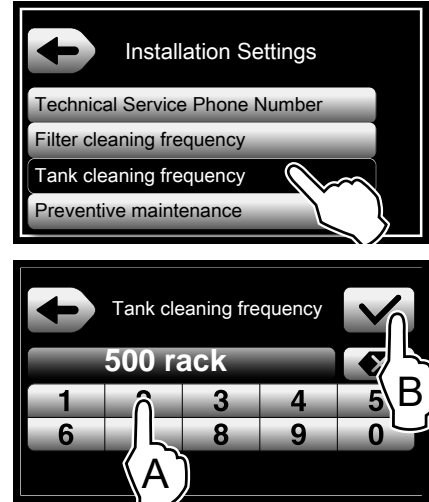 Installation Settings
Technical Service Phone Number
Filter cleaning frequency
Tank cleaning frequency
Preventive maintenance
Tank cleaning frequency
500 rack
1 3 4 5
6 8 9 0
A
B